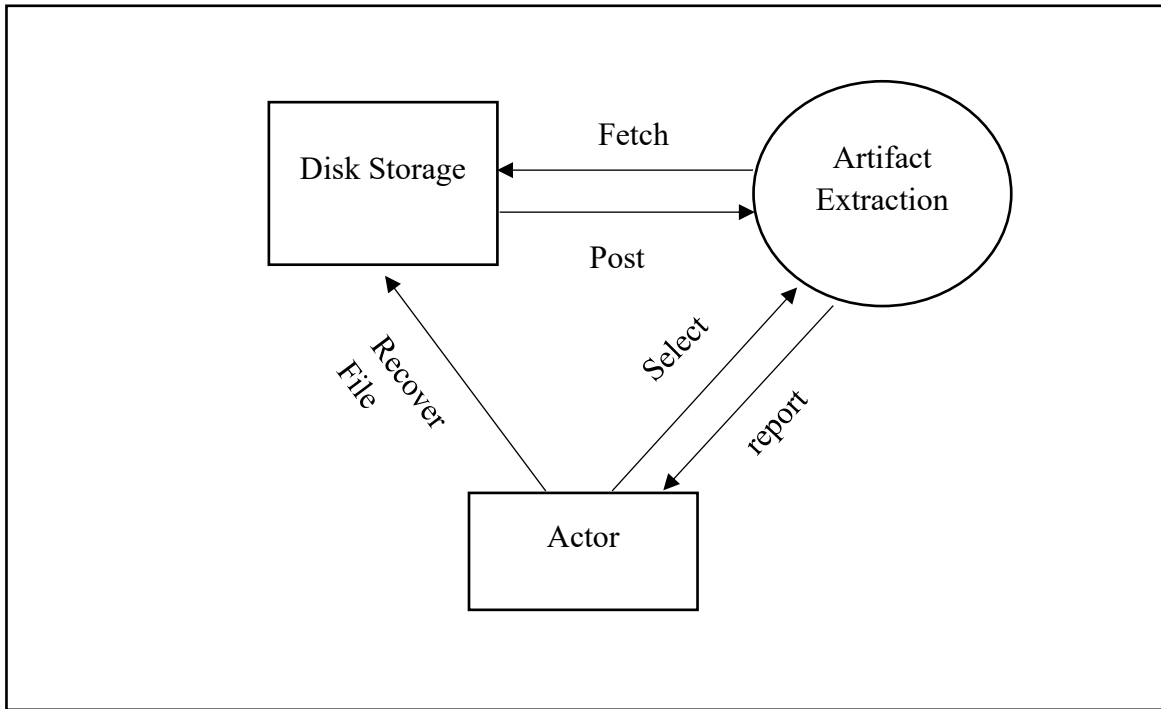 Disk Storage
Fetch
Artifact
Extraction
Post
Recover
File
Select
report
Actor